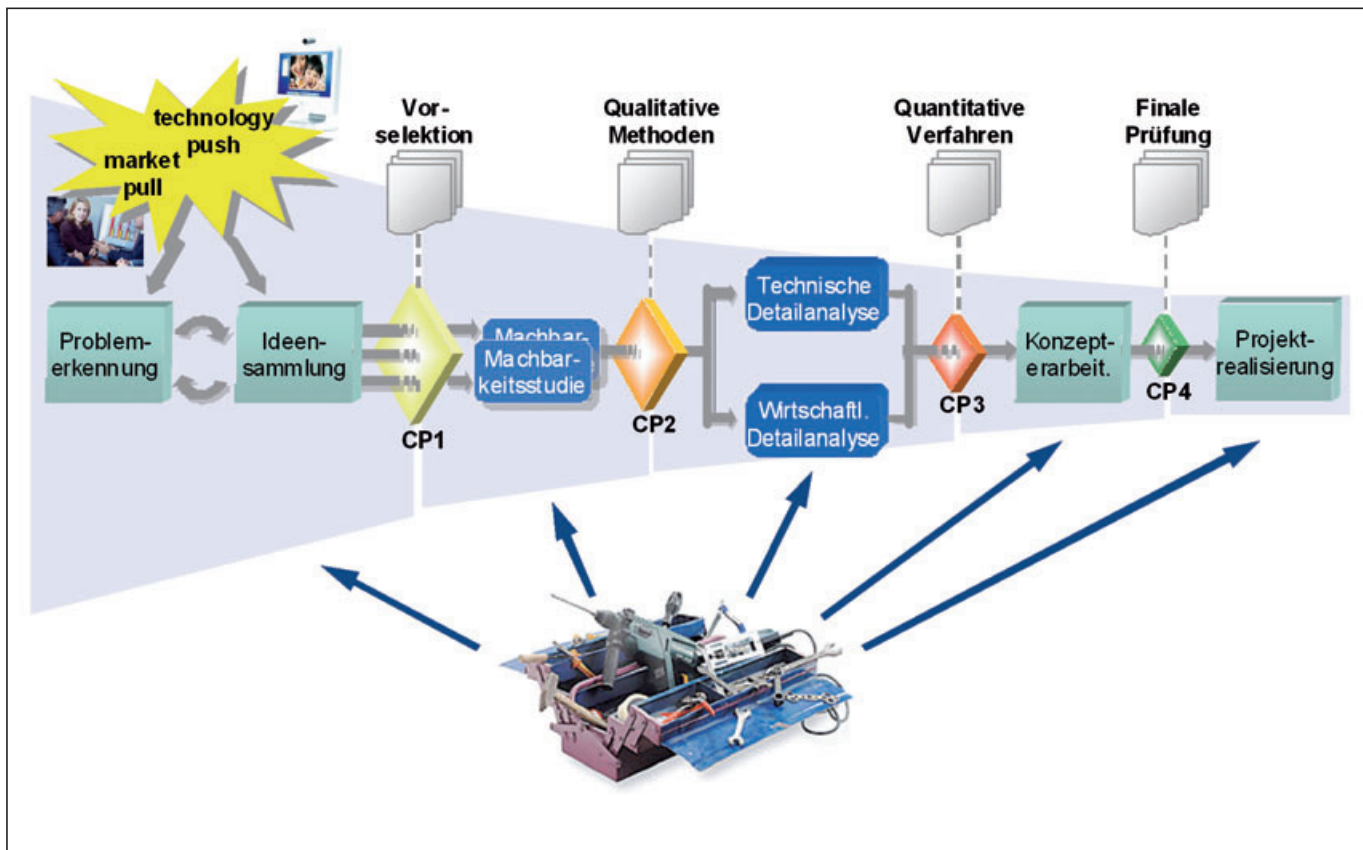 technology
push
market
pull
Vor-
selektion
Qualitative
Methoden
Quantitative
Verfahren
Finale
Prüfung
Problem-
erkennung
Ideen-
sammlung
CP1
Machbar-
Machbar-
keitsstudie
CP2
Technische
Detailanalyse
Wirtschaftl.
Detailanalyse
CP3
Konzept-
erarbeit.
CP4
Projekt-
realisierung